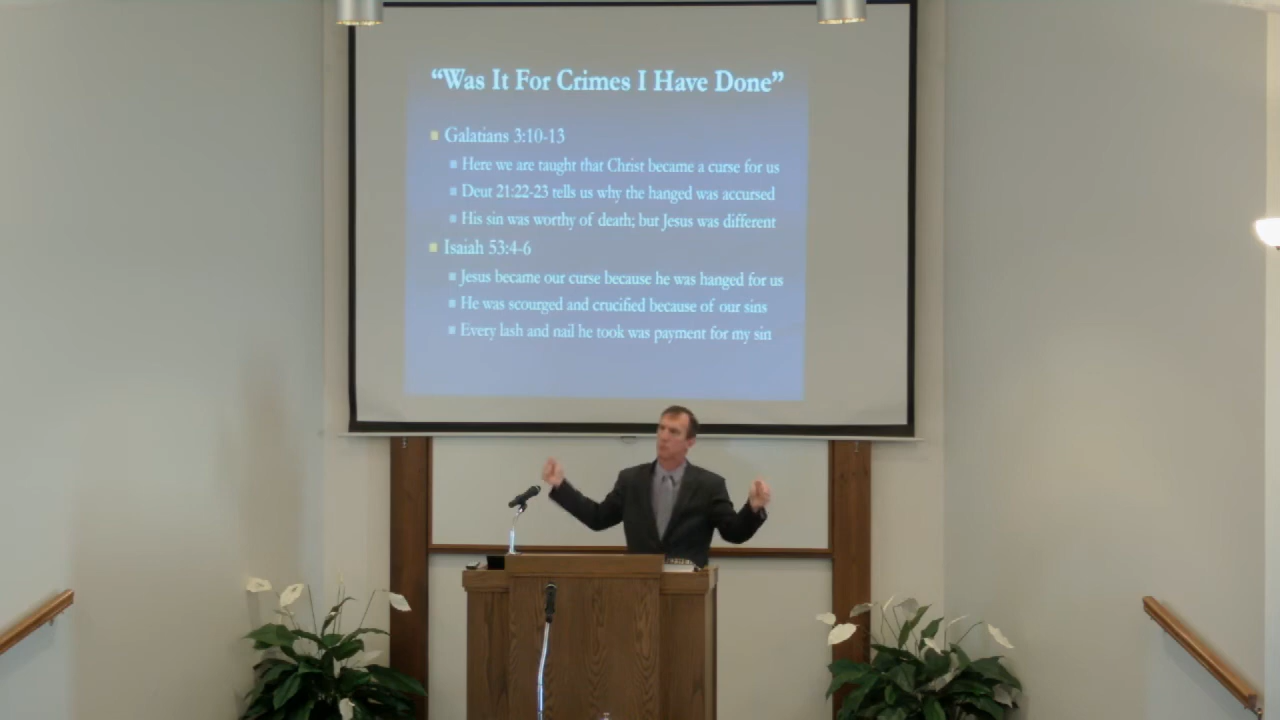 “Was It For Crimes I Have Done”
Galatians 3:10-13
Here we are taught that Christ became a curse for us
Deut 21:22-23 tells us why the hanged was accursed
His sin was worthy of death; but Jesus was different
Isaiah 53:4-6
Jesus became our curse because he was hanged for us
He was scourged and crucified because of our sins
Every lash and nail he took was payment for my sin